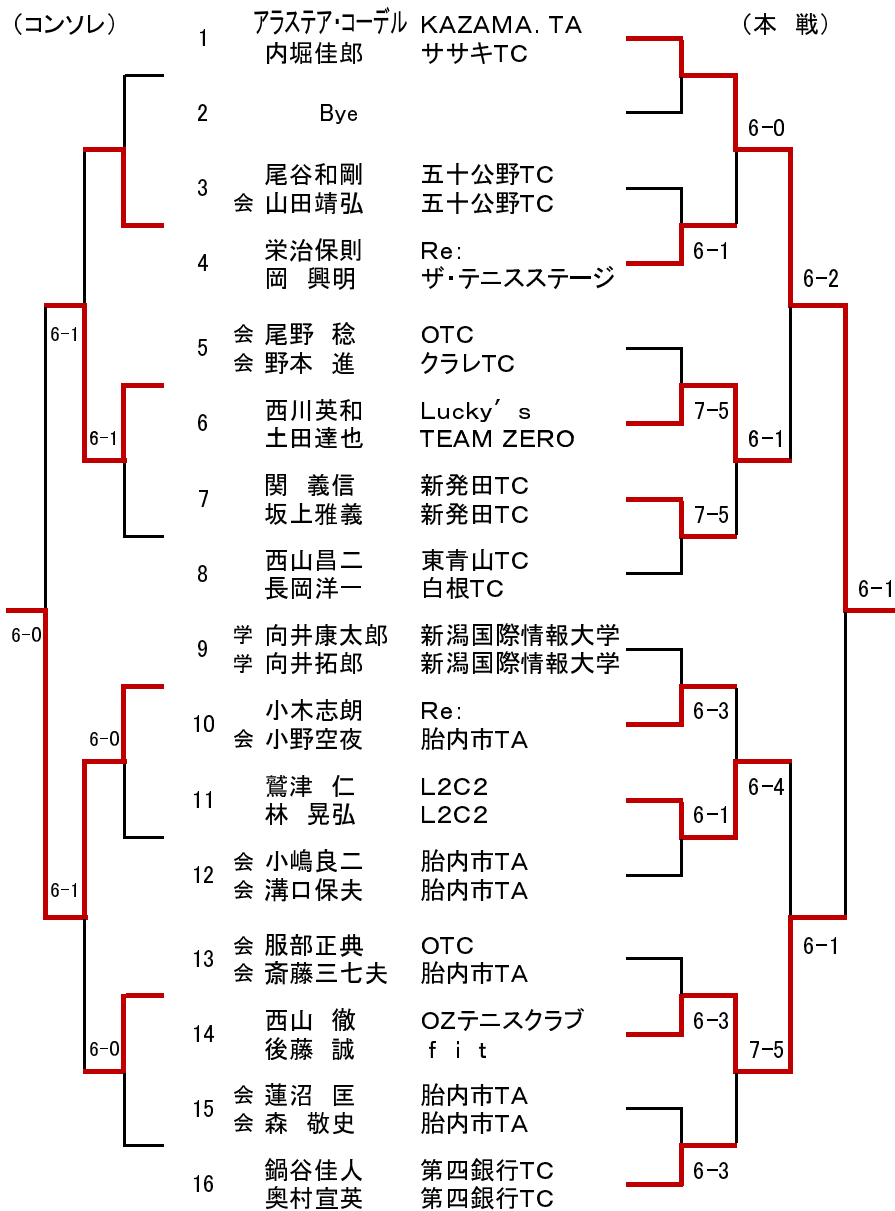 （コンソレ） アラステア・コーデル KAZAMA. TA （本 戦）
1 内堀佳郎 ササキTC
2 Bye 6-0
3 尾谷和剛 五十公野TC
会 山田靖弘 五十公野TC
4 栄治保則 Re: 6-1
岡 興明 ザ・テニスステージ 6-2
6-1
5 会 尾野 稔 OTC
会 野本 進 クラレTC
6 西川英和 Lucky’s 7-5
6-1 土田達也 TEAM ZERO 6-1
7 関 義信 新発田TC
坂上雅義 新発田TC 7-5
8 西山昌二 東青山TC
長岡洋一 白根TC 6-1
6-0
9 学 向井康太郎 新潟国際情報大学
学 向井拓郎 新潟国際情報大学
10 小木志朗 Re: 6-3
6-0 会 小野空夜 胎内市TA
11 鷲津 仁 L2C2 6-4
林 晃弘 L2C2 6-1
12 会 小嶋良二 胎内市TA
6-1 会 溝口保夫 胎内市TA
13 会 服部正典 OTC 6-1
会 斎藤三七夫 胎内市TA
14 西山 徹 OZテニスクラブ 6-3
6-0 後藤 誠 fit 7-5
15 会 蓮沼 匡 胎内市TA
会 森 敬史 胎内市TA
16 鍋谷佳人 第四銀行TC 6-3
奥村宣英 第四銀行TC